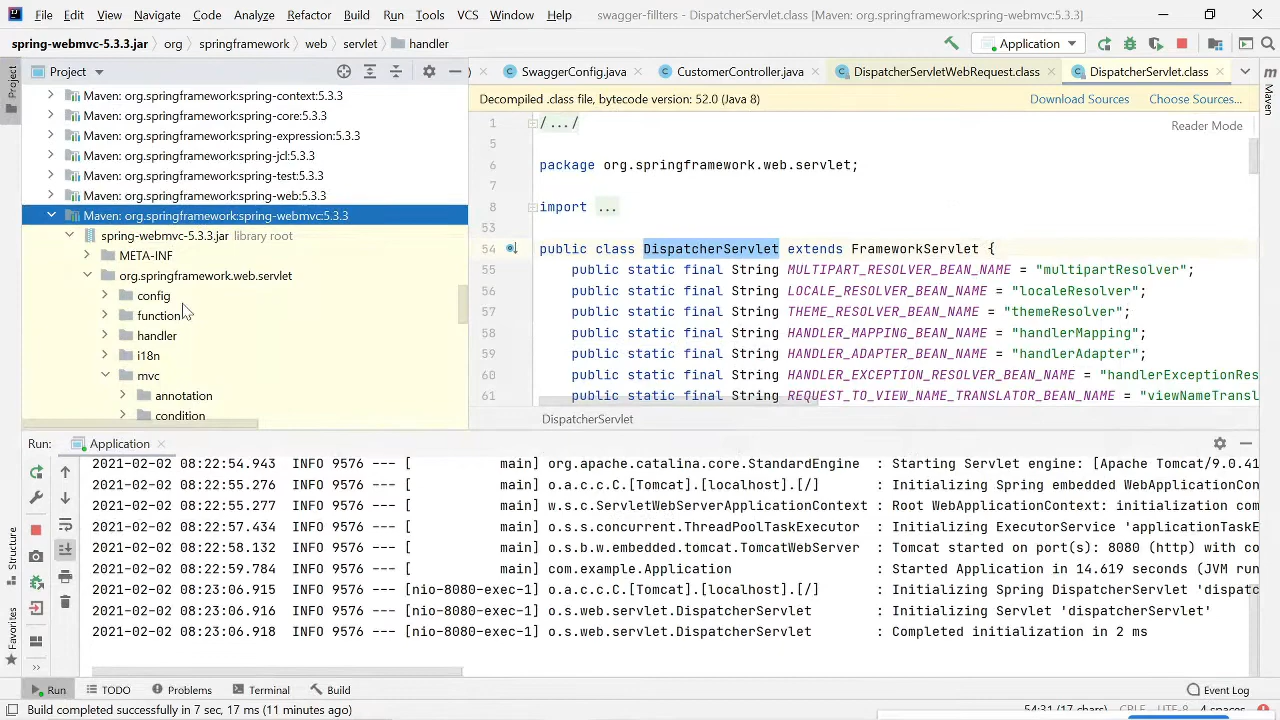 File Edit View Navigate Code Analyze Refactor Build Run Tools VCS Window Help swagger-fillters - DispatcherServlet.class [Maven: org.springframework:spring-webmvc:5.3.3]
spring-webmvc-5.3.3.jar org springframework web servlet handler Application
Project SwaggerConfig.java CustomerController.java DispatcherServletWebRequest.class DispatcherServlet.class
Project
Maven
Maven: org.springframework:spring-context:5.3.3
Maven: org.springframework:spring-core:5.3.3
Maven: org.springframework:spring-expression:5.3.3
Maven: org.springframework:spring-jcl:5.3.3
Maven: org.springframework:spring-test:5.3.3
Maven: org.springframework:spring-web:5.3.3
Maven: org.springframework:spring-webmvc:5.3.3
spring-webmvc-5.3.3.jar library root
META-INF
org.springframework.web.servlet
config
function
handler
i18n
mvc
annotation
condition
Decompiled .class file, bytecode version: 52.0 (Java 8) Download Sources Choose Sources...
Reader Mode
1 /.../
5
6 package org.springframework.web.servlet;
7
8 import ...
53
54 public class DispatcherServlet extends FrameworkServlet {
55 public static final String MULTIPART_RESOLVER_BEAN_NAME = "multipartResolver";
56 public static final String LOCALE_RESOLVER_BEAN_NAME = "localeResolver";
57 public static final String THEME_RESOLVER_BEAN_NAME = "themeResolver";
58 public static final String HANDLER_MAPPING_BEAN_NAME = "handlerMapping";
59 public static final String HANDLER_ADAPTER_BEAN_NAME = "handlerAdapter";
60 public static final String HANDLER_EXCEPTION_RESOLVER_BEAN_NAME = "handlerExceptionRes
61 public static final String REQUEST_TO_VIEW_NAME_TRANSLATOR_BEAN_NAME = "viewNameTransl
DispatcherServlet
Run: Application
2021-02-02 08:22:54.943 INFO 9576 --- [ main] org.apache.catalina.core.StandardEngine : Starting Servlet engine: [Apache Tomcat/9.0.41
2021-02-02 08:22:55.276 INFO 9576 --- [ main] o.a.c.c.C.[Tomcat].[localhost].[/] : Initializing Spring embedded WebApplicationCon
2021-02-02 08:22:55.277 INFO 9576 --- [ main] w.s.c.ServletWebServerApplicationContext : Root WebApplicationContext: initialization com
2021-02-02 08:22:57.434 INFO 9576 --- [ main] o.s.s.concurrent.ThreadPoolTaskExecutor : Initializing ExecutorService 'applicationTaskE
2021-02-02 08:22:58.132 INFO 9576 --- [ main] o.s.b.w.embedded.tomcat.TomcatWebServer : Tomcat started on port(s): 8080 (http) with co
2021-02-02 08:22:59.784 INFO 9576 --- [ main] com.example.Application : Started Application in 14.619 seconds (JVM run
2021-02-02 08:23:06.915 INFO 9576 --- [nio-8080-exec-1] o.a.c.c.C.[Tomcat].[localhost].[/] : Initializing Spring DispatcherServlet 'dispatc
2021-02-02 08:23:06.916 INFO 9576 --- [nio-8080-exec-1] o.s.web.servlet.DispatcherServlet : Initializing Servlet 'dispatcherServlet'
2021-02-02 08:23:06.918 INFO 9576 --- [nio-8080-exec-1] o.s.web.servlet.DispatcherServlet : Completed initialization in 2 ms
Structure
Favorites
Run TODO Problems Terminal Build Event Log
Build completed successfully in 7 sec, 17 ms (11 minutes ago) 54:31 (17 chars) CRLF UTF-8 4 spaces